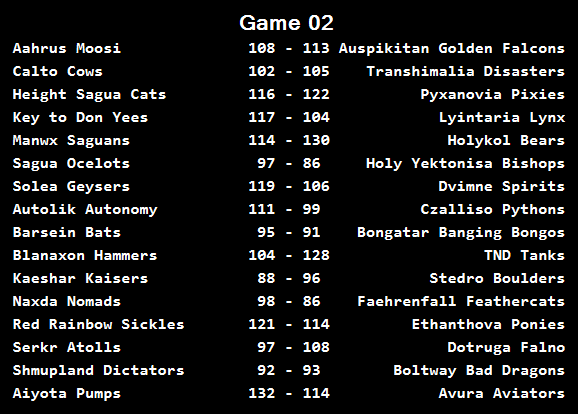 Game 02
Aahrus Moosi 108 - 113 Auspikitan Golden Falcons
Calto Cows 102 - 105 Transhimalia Disasters
Height Sagua Cats 116 - 122 Pyxanovia Pixies
Key to Don Yees 117 - 104 Lyintaria Lynx
Manwx Saguans 114 - 130 Holykol Bears
Sagua Ocelots 97 - 86 Holy Yektonisa Bishops
Solea Geysers 119 - 106 Dvimne Spirits
Autolik Autonomy 111 - 99 Czalliso Pythons
Barsein Bats 95 - 91 Bongatar Banging Bongos
Blanaxon Hammers 104 - 128 TND Tanks
Kaeshar Kaisers 88 - 96 Stedro Boulders
Naxda Nomads 98 - 86 Faehrenfall Feathercats
Red Rainbow Sickles 121 - 114 Ethanthova Ponies
Serkr Atolls 97 - 108 Dotruga Falno
Shmupland Dictators 92 - 93 Boltway Bad Dragons
Aiyota Pumps 132 - 114 Avura Aviators